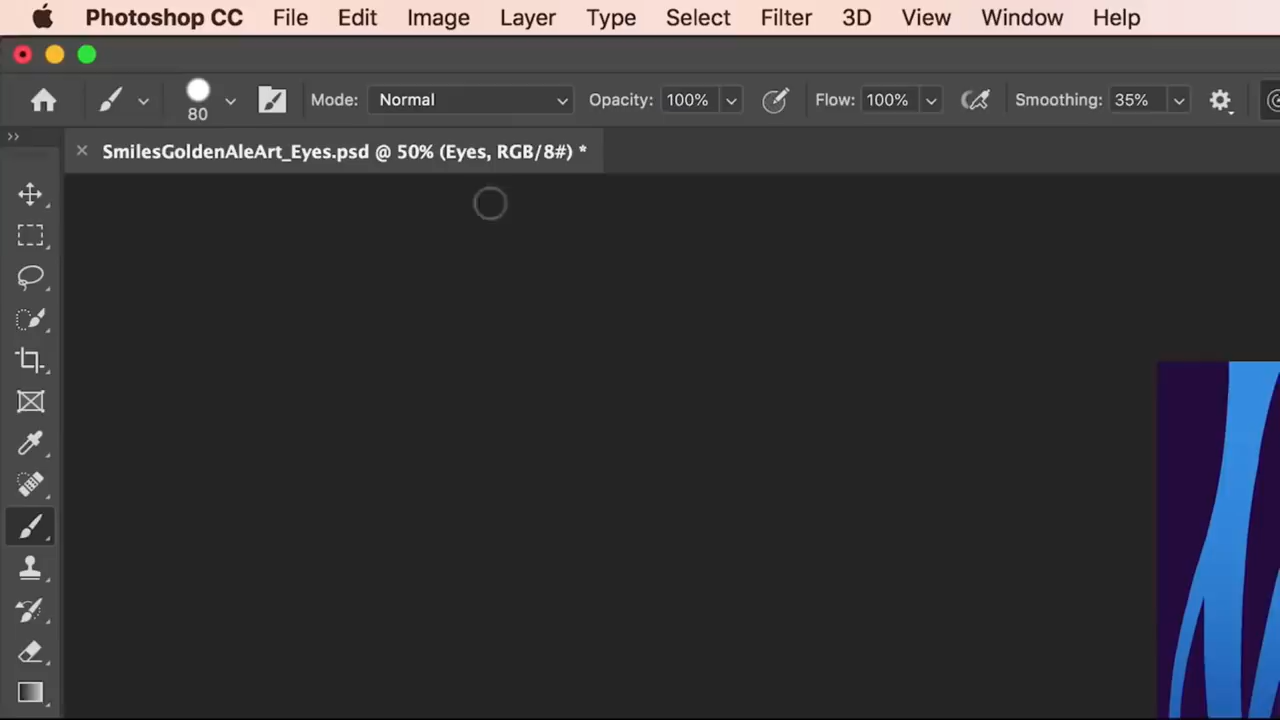 Photoshop CC File Edit Image Layer Type Select Filter 3D View Window Help
80 Mode: Normal Opacity: 100% Flow: 100% Smoothing: 35%
SmilesGoldenAleArt_Eyes.psd @ 50% (Eyes, RGB/8#) *